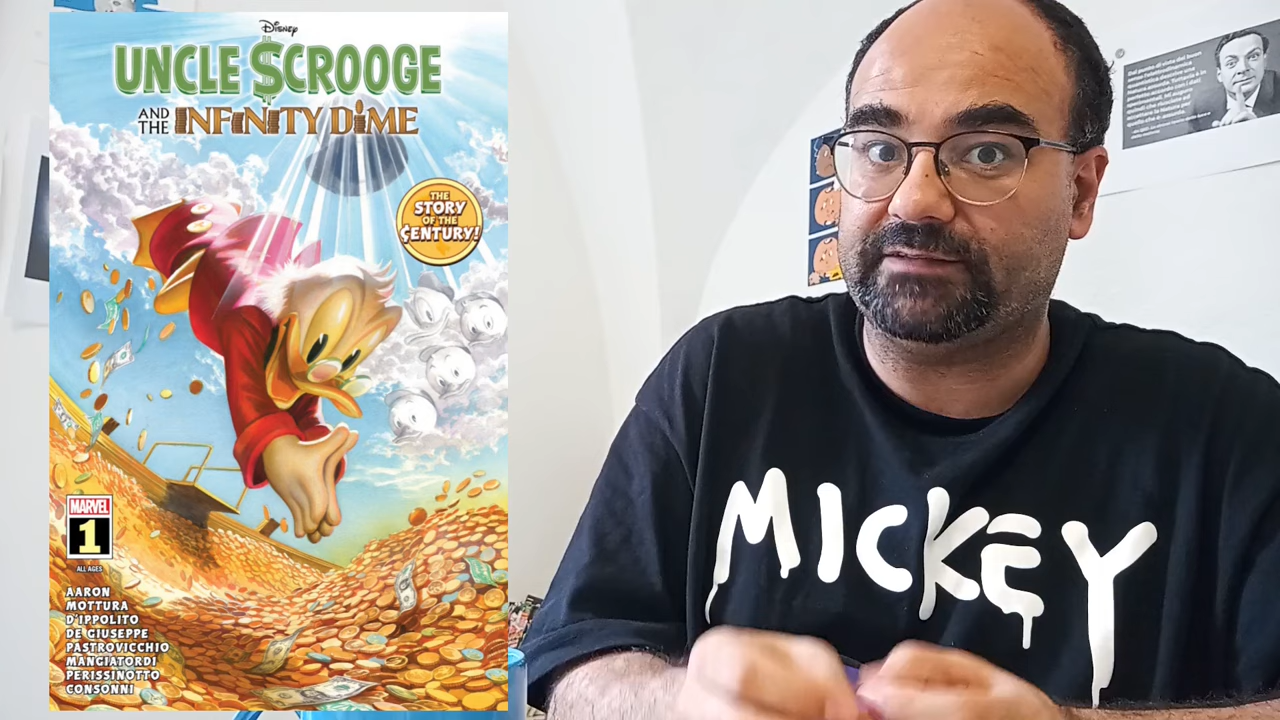 Disney
UNCLE $CROOGE
AND THE INFINITY DIME
THE
STORY
OF THE
CENTURY!
MARVEL
1
ALL AGES
AARON
MOTTURA
D'IPPOLITO
DE GIUSEPPE
PASTROVICCHIO
MANGIATORDI
PERISSINOTTO
CONSONNI
MICKEY